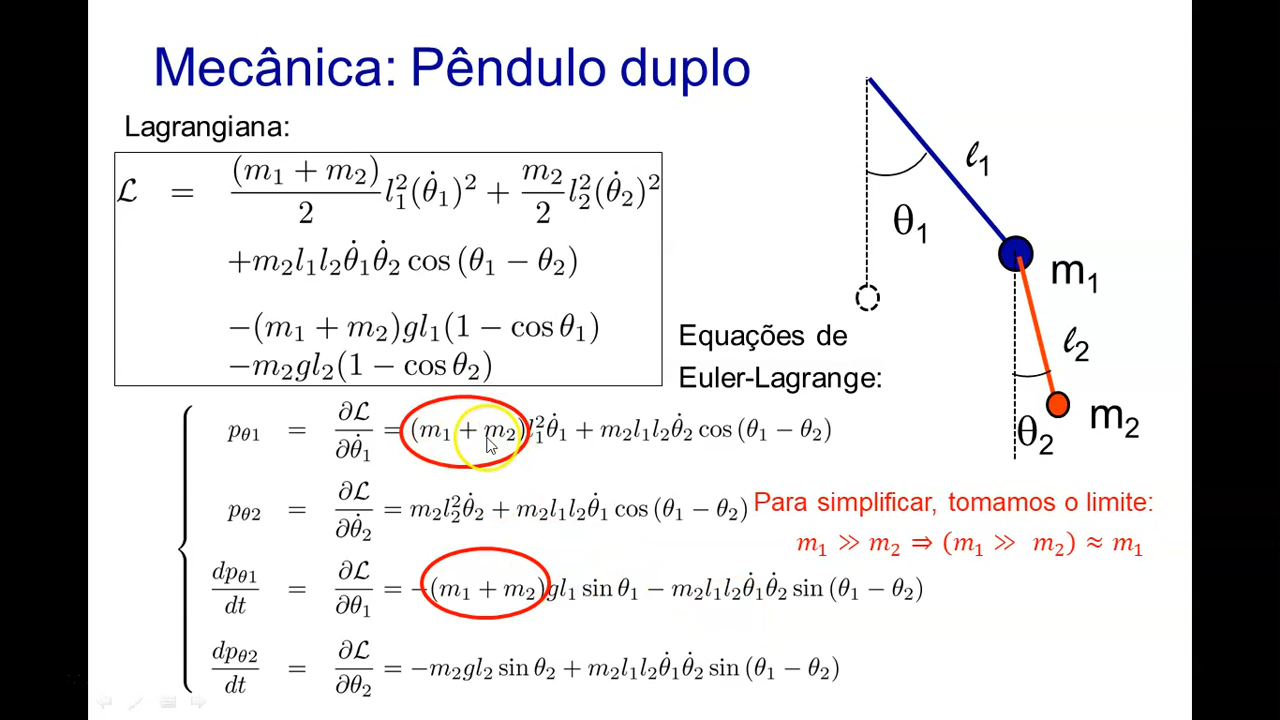 Mecânica: Pêndulo duplo
Lagrangiana:
ℒ = (m₁ + m₂)/2 l₁²(θ̇₁)² + m₂/2 l₂²(θ̇₂)²
+m₂l₁l₂θ̇₁θ̇₂ cos (θ₁ − θ₂)
−(m₁ + m₂)gl₁(1 − cos θ₁)
−m₂gl₂(1 − cos θ₂)
Equações de
Euler-Lagrange:
p_θ1 = ∂ℒ/∂θ̇₁ = (m₁ + m₂)l₁²θ̇₁ + m₂l₁l₂θ̇₂ cos (θ₁ − θ₂)
p_θ2 = ∂ℒ/∂θ̇₂ = m₂l₂²θ̇₂ + m₂l₁l₂θ̇₁ cos (θ₁ − θ₂)
dp_θ1/dt = ∂ℒ/∂θ₁ = −(m₁ + m₂)gl₁ sin θ₁ − m₂l₁l₂θ̇₁θ̇₂ sin (θ₁ − θ₂)
dp_θ2/dt = ∂ℒ/∂θ₂ = −m₂gl₂ sin θ₂ + m₂l₁l₂θ̇₁θ̇₂ sin (θ₁ − θ₂)
Para simplificar, tomamos o limite:
m₁ ≫ m₂ ⇒ (m₁ ≫ m₂) ≈ m₁
ℓ₁
θ₁
m₁
ℓ₂
m₂
θ₂